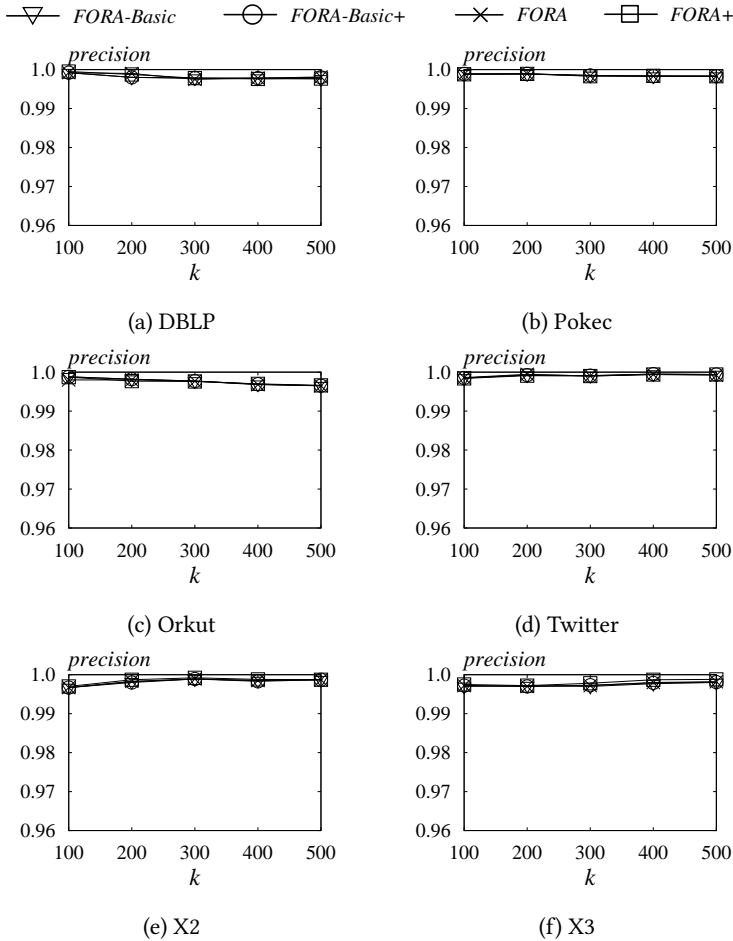 FORA-Basic FORA-Basic+ FORA FORA+
precision precision
1.0 1.0
0.99 0.99
0.98 0.98
0.97 0.97
0.96 0.96
100 200 300 400 500 100 200 300 400 500
k k
(a) DBLP (b) Pokec
precision precision
1.0 1.0
0.99 0.99
0.98 0.98
0.97 0.97
0.96 0.96
100 200 300 400 500 100 200 300 400 500
k k
(c) Orkut (d) Twitter
precision precision
1.0 1.0
0.99 0.99
0.98 0.98
0.97 0.97
0.96 0.96
100 200 300 400 500 100 200 300 400 500
k k
(e) X2 (f) X3